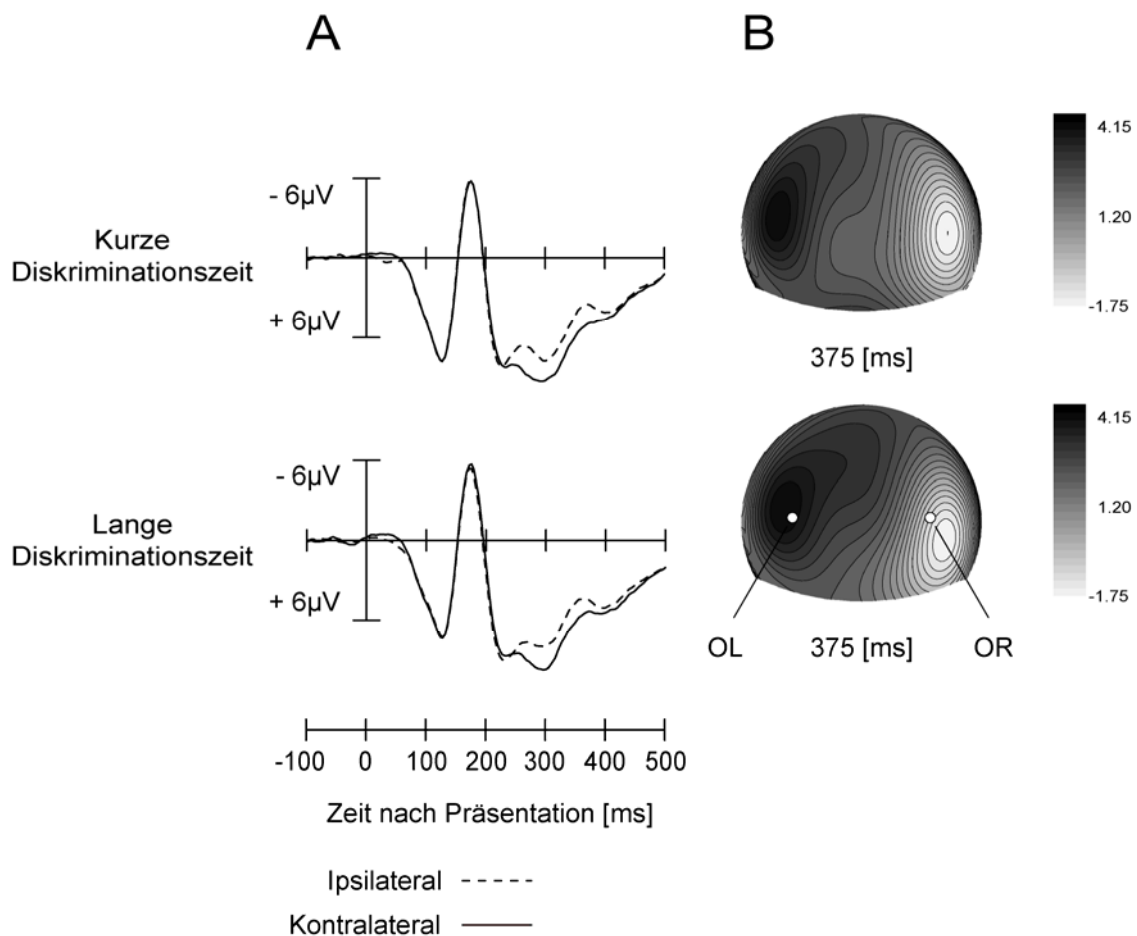 A
B
Kurze
Diskriminationszeit
- 6µV
+ 6µV
4.15
1.20
-1.75
375 [ms]
Lange
Diskriminationszeit
- 6µV
+ 6µV
4.15
1.20
-1.75
OL
375 [ms]
OR
-100 0 100 200 300 400 500
Zeit nach Präsentation [ms]
Ipsilateral
Kontralateral